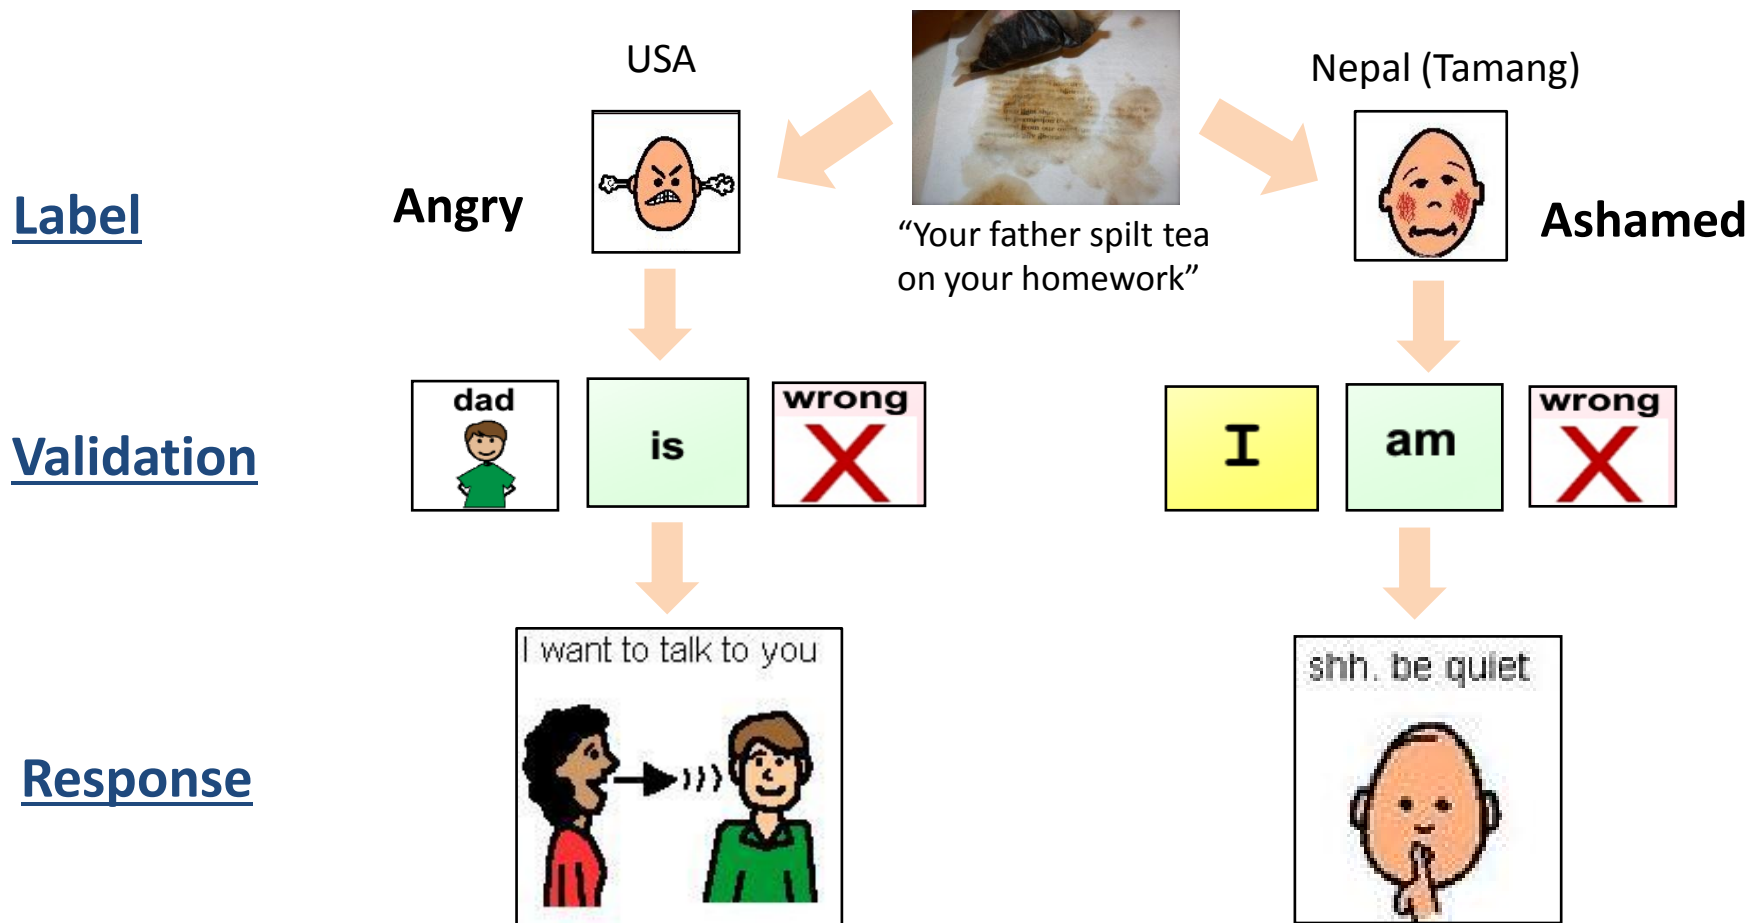 USA
Nepal (Tamang)
Label
Angry
Ashamed
“Your father spilt tea
on your homework”
Validation
dad
is
wrong
I
am
wrong
Response
I want to talk to you
shh. be quiet